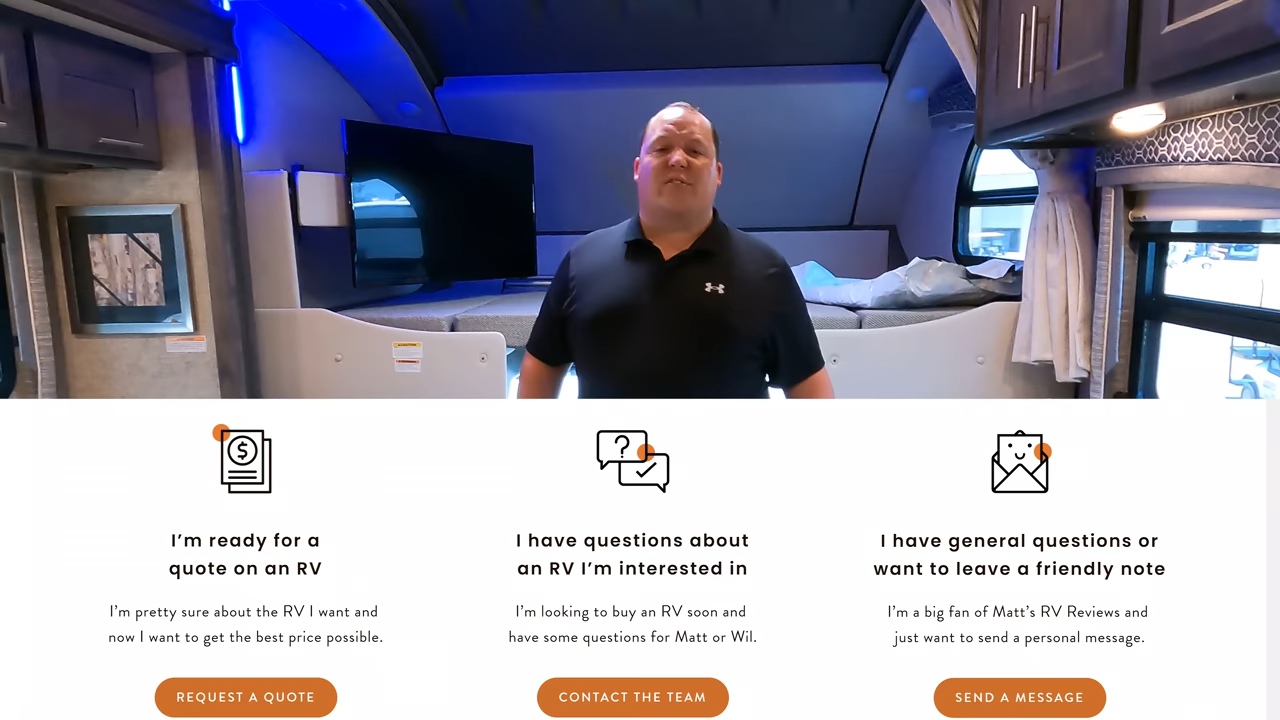 I’m ready for a
quote on an RV
I’m pretty sure about the RV I want and
now I want to get the best price possible.
REQUEST A QUOTE
I have questions about
an RV I’m interested in
I’m looking to buy an RV soon and
have some questions for Matt or Wil.
CONTACT THE TEAM
I have general questions or
want to leave a friendly note
I’m a big fan of Matt’s RV Reviews and
just want to send a personal message.
SEND A MESSAGE